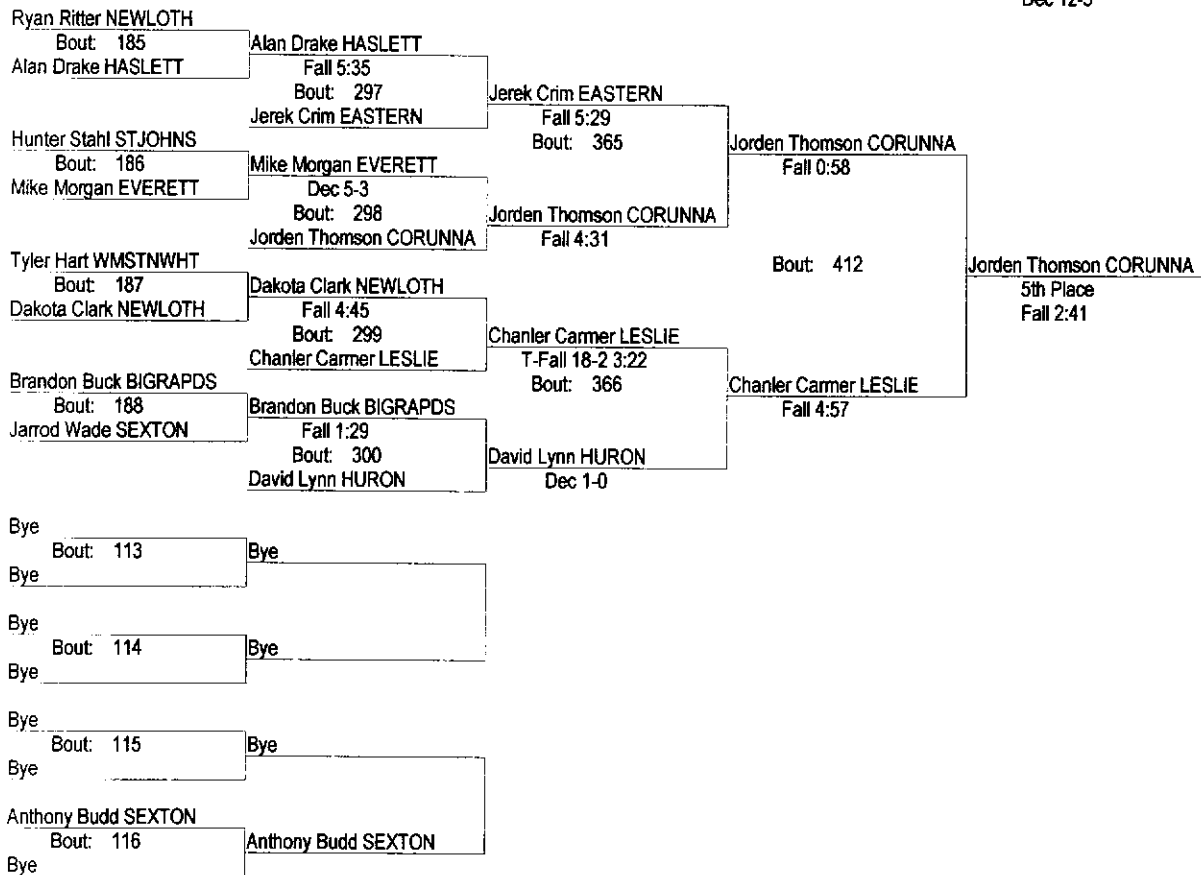 Dec 12-5
Ryan Ritter NEWLOTH
Bout: 185
Alan Drake HASLETT
Alan Drake HASLETT
Fall 5:35
Bout: 297
Jerek Crim EASTERN
Jerek Crim EASTERN
Fall 5:29
Bout: 365
Hunter Stahl STJOHNS
Bout: 186
Mike Morgan EVERETT
Mike Morgan EVERETT
Dec 5-3
Bout: 298
Jorden Thomson CORUNNA
Jorden Thomson CORUNNA
Fall 4:31
Jorden Thomson CORUNNA
Fall 0:58
Bout: 412
Jorden Thomson CORUNNA
5th Place
Fall 2:41
Tyler Hart WMSTNWHT
Bout: 187
Dakota Clark NEWLOTH
Dakota Clark NEWLOTH
Fall 4:45
Bout: 299
Chanler Carmer LESLIE
Chanler Carmer LESLIE
T-Fall 18-2 3:22
Bout: 366
Chanler Carmer LESLIE
Fall 4:57
Brandon Buck BIGRAPDS
Bout: 188
Jarrod Wade SEXTON
Brandon Buck BIGRAPDS
Fall 1:29
Bout: 300
David Lynn HURON
David Lynn HURON
Dec 1-0
Bye
Bout: 113
Bye
Bye
Bye
Bout: 114
Bye
Bye
Bye
Bout: 115
Bye
Bye
Anthony Budd SEXTON
Bout: 116
Bye
Anthony Budd SEXTON